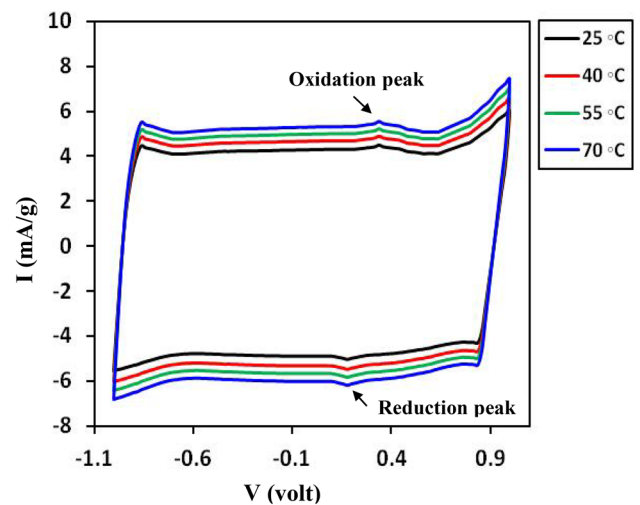 10
8
6
4
2
0
-2
-4
-6
-8
I (mA/g)
-1.1 -0.6 -0.1 0.4 0.9
V (volt)
Oxidation peak
Reduction peak
25 °C
40 °C
55 °C
70 °C